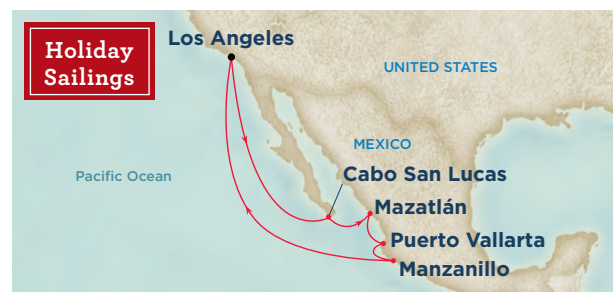 Holiday
Sailings
Los Angeles
UNITED STATES
MEXICO
Pacific Ocean
Cabo San Lucas
Mazatlán
Puerto Vallarta
Manzanillo